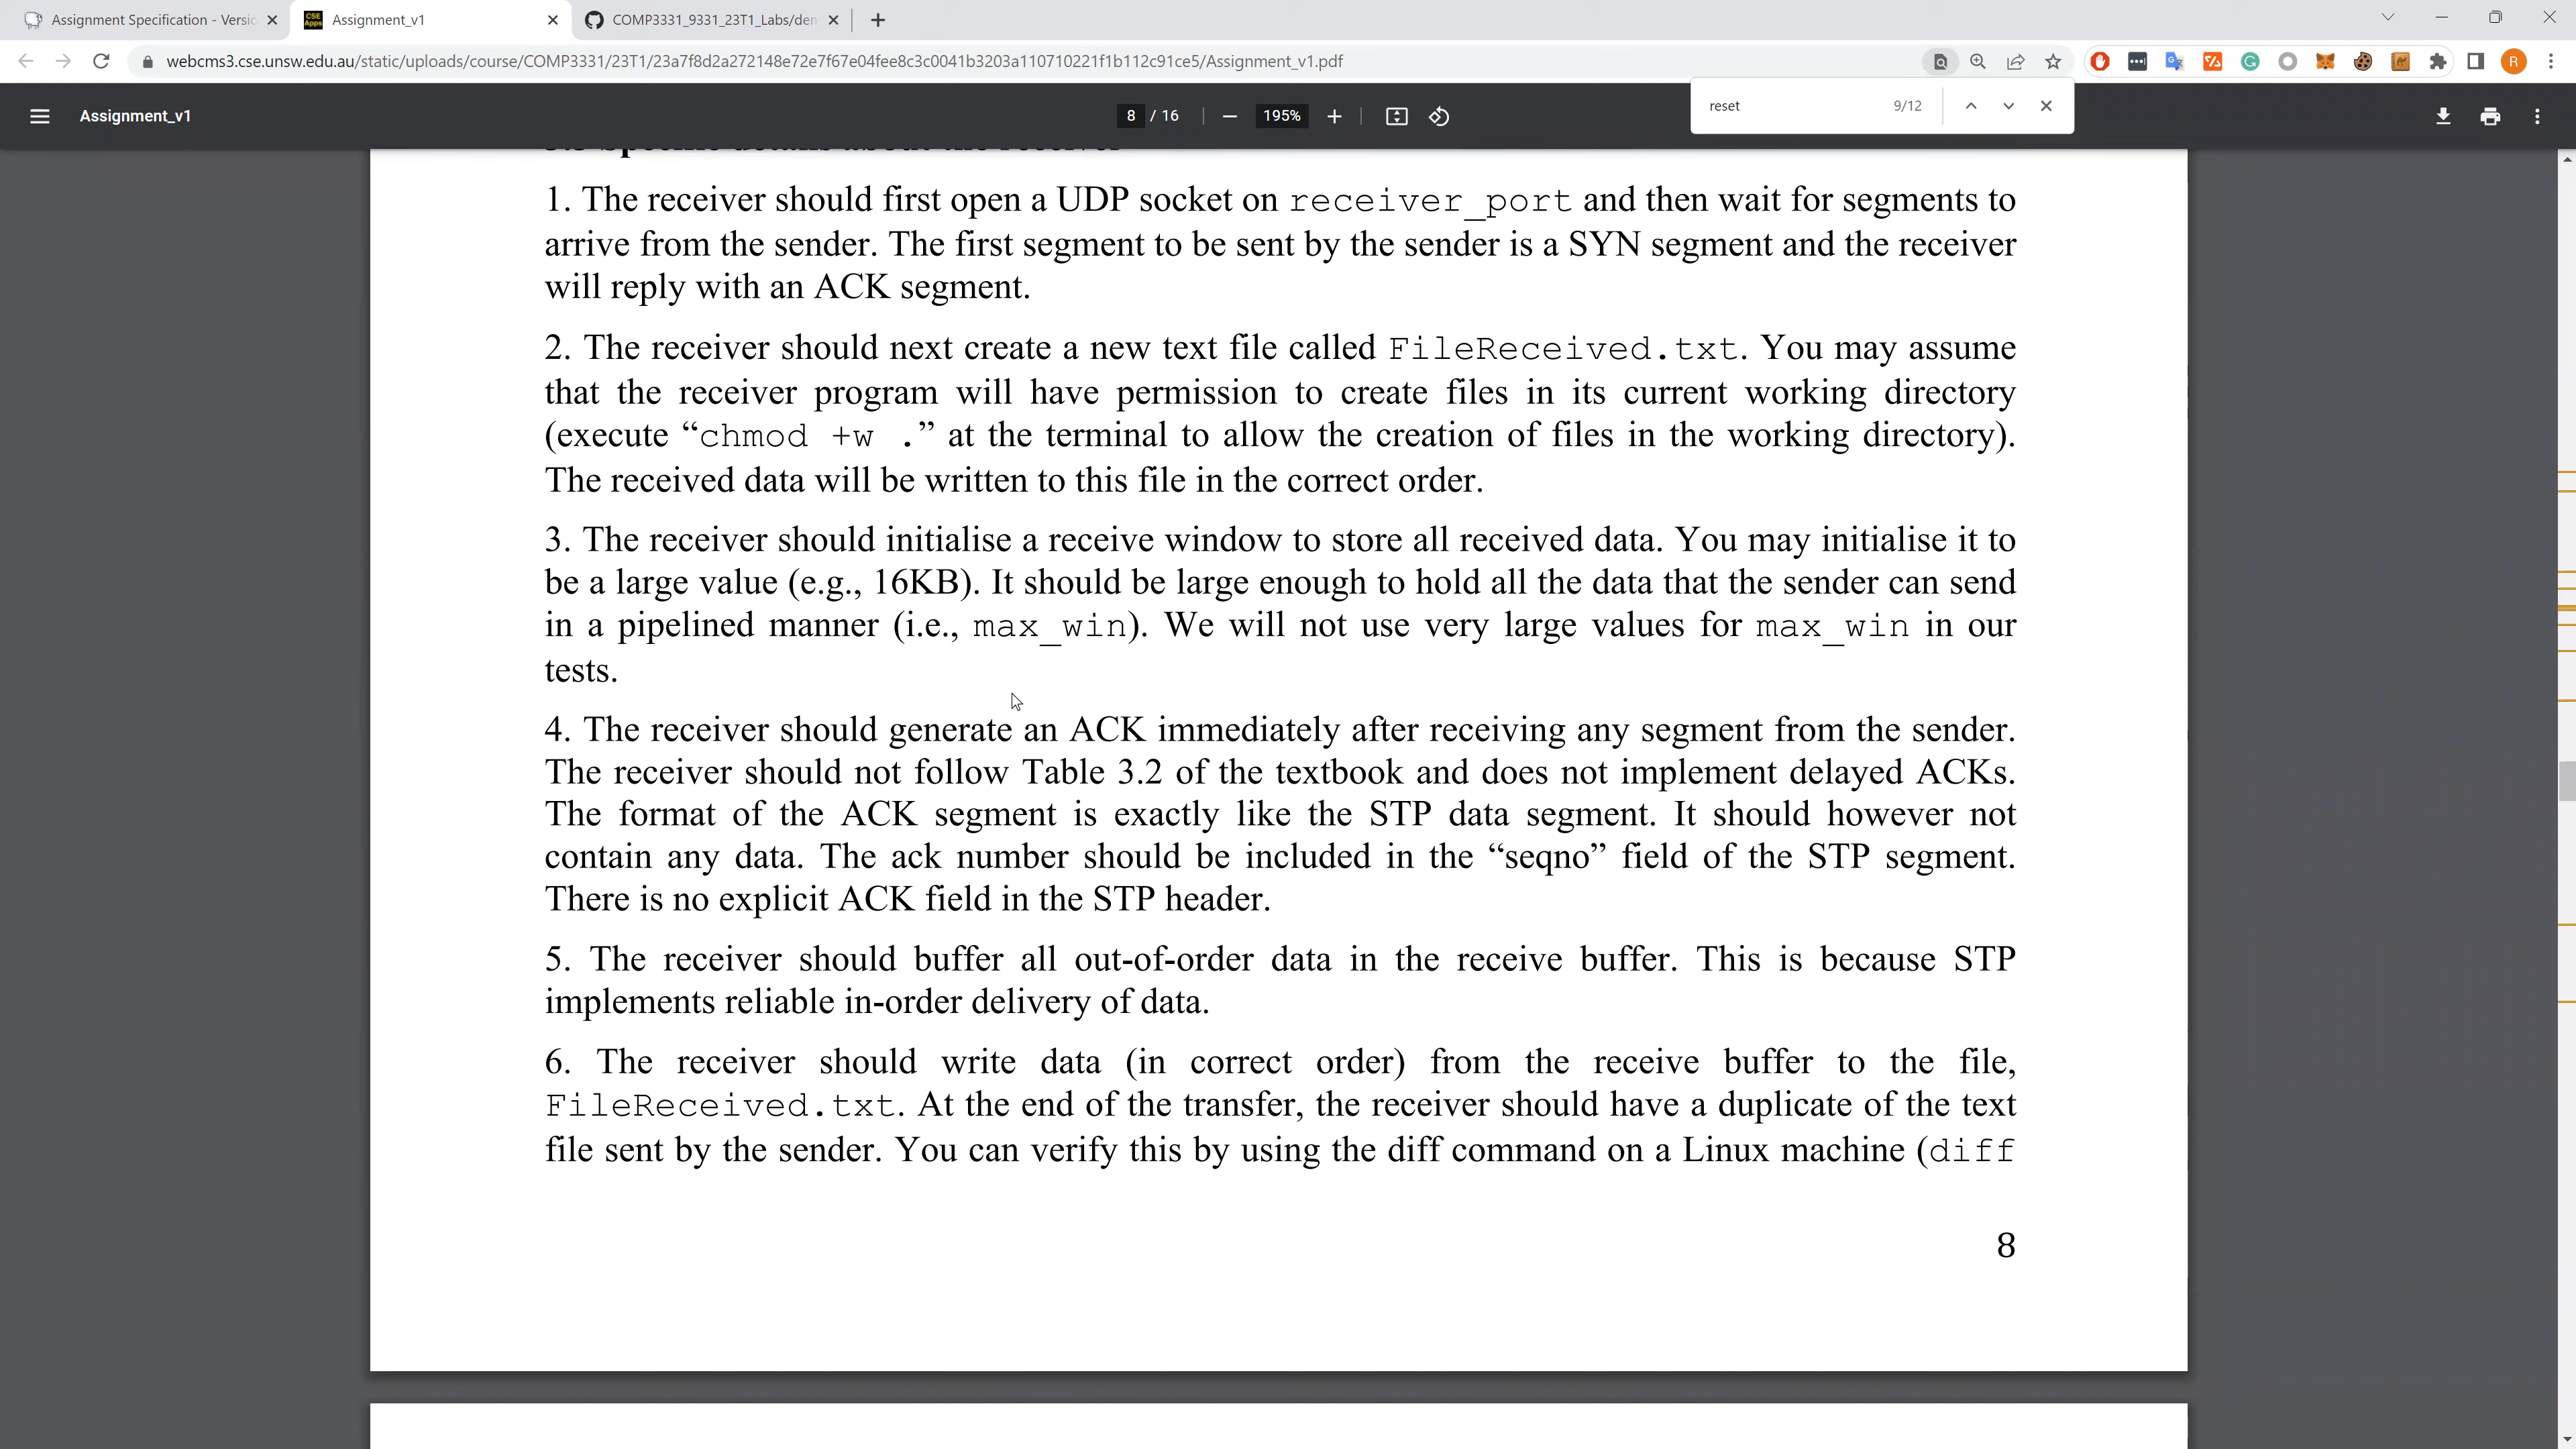 Assignment Specification - Versic
Assignment_v1
COMP3331_9331_23T1_Labs/den
webcms3.cse.unsw.edu.au/static/uploads/course/COMP3331/23T1/23a7f8d2a272148e72e7f67e04fee8c3c0041b3203a110710221f1b112c91ce5/Assignment_v1.pdf
R
Assignment_v1
8 / 16
195%
reset
9/12
1. The receiver should first open a UDP socket on receiver_port and then wait for segments to
arrive from the sender. The first segment to be sent by the sender is a SYN segment and the receiver
will reply with an ACK segment.
2. The receiver should next create a new text file called FileReceived.txt. You may assume
that the receiver program will have permission to create files in its current working directory
(execute “chmod +w .” at the terminal to allow the creation of files in the working directory).
The received data will be written to this file in the correct order.
3. The receiver should initialise a receive window to store all received data. You may initialise it to
be a large value (e.g., 16KB). It should be large enough to hold all the data that the sender can send
in a pipelined manner (i.e., max_win). We will not use very large values for max_win in our
tests.
4. The receiver should generate an ACK immediately after receiving any segment from the sender.
The receiver should not follow Table 3.2 of the textbook and does not implement delayed ACKs.
The format of the ACK segment is exactly like the STP data segment. It should however not
contain any data. The ack number should be included in the “seqno” field of the STP segment.
There is no explicit ACK field in the STP header.
5. The receiver should buffer all out-of-order data in the receive buffer. This is because STP
implements reliable in-order delivery of data.
6. The receiver should write data (in correct order) from the receive buffer to the file,
FileReceived.txt. At the end of the transfer, the receiver should have a duplicate of the text
file sent by the sender. You can verify this by using the diff command on a Linux machine (diff
8